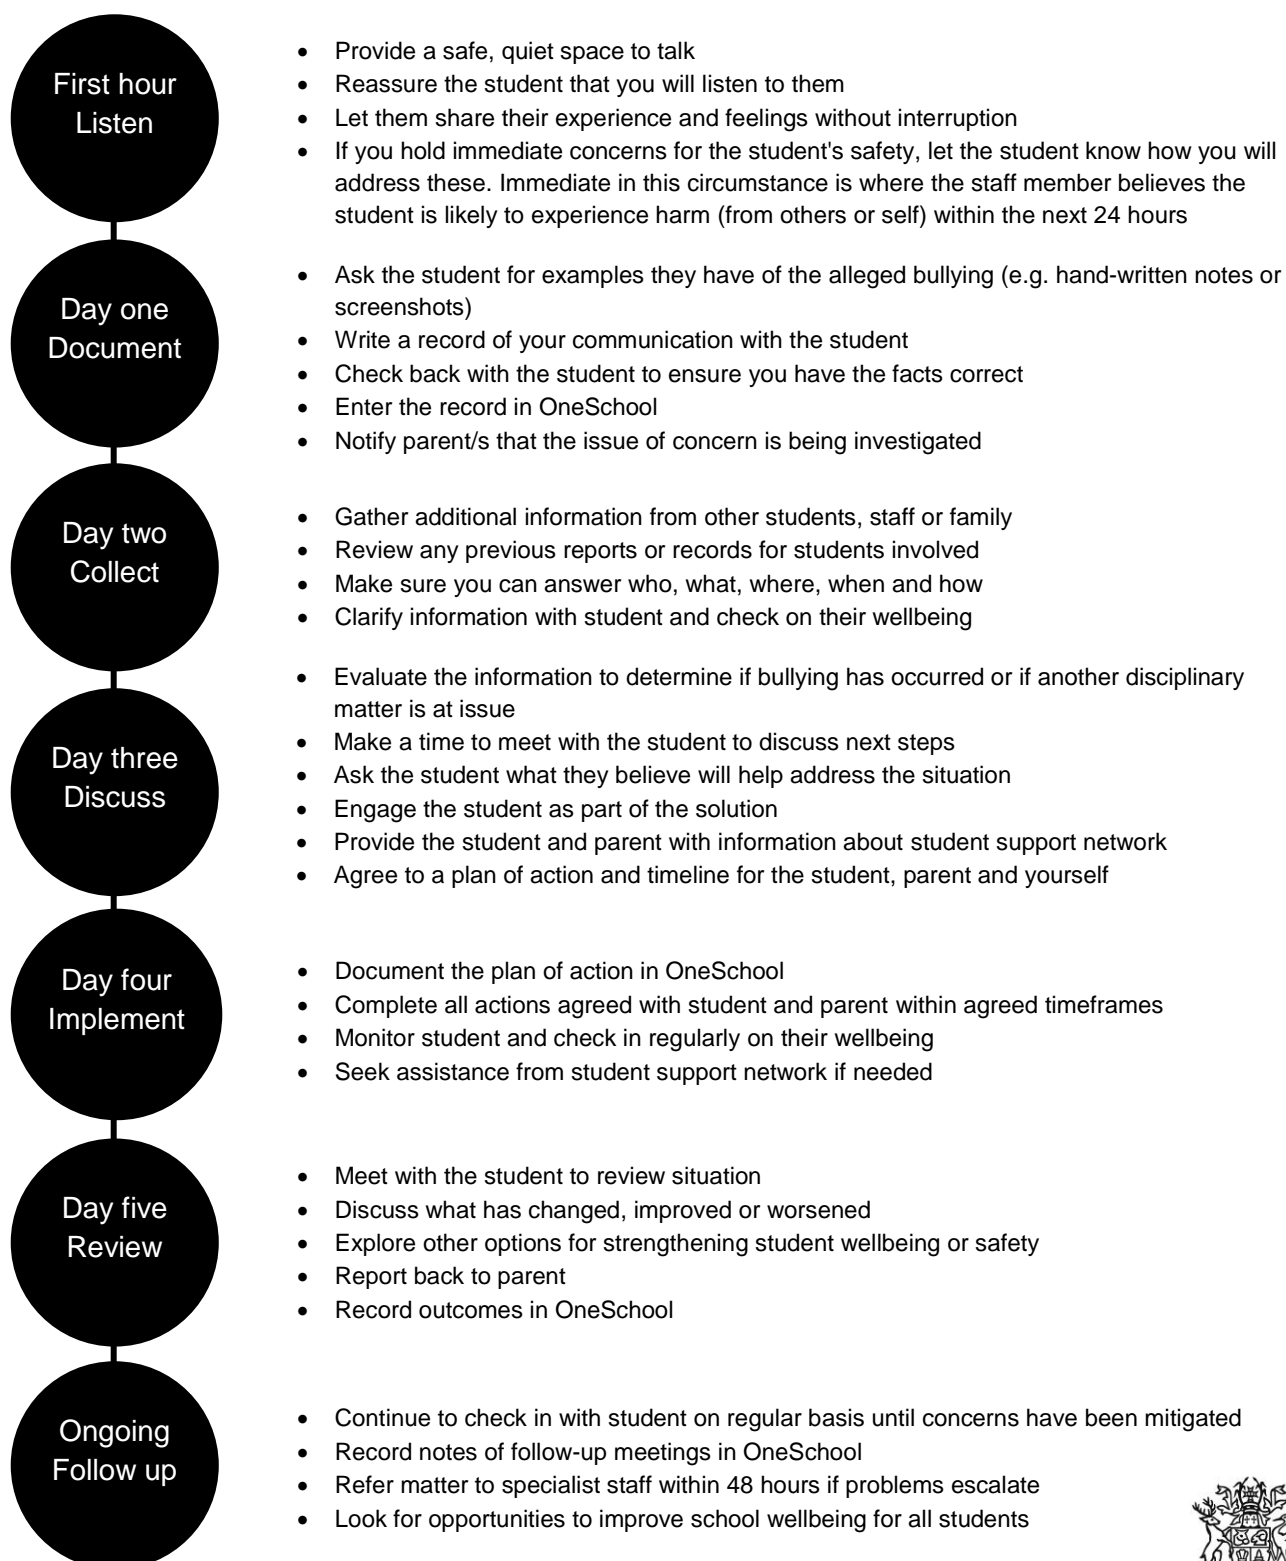 First hour
Listen
• Provide a safe, quiet space to talk
• Reassure the student that you will listen to them
• Let them share their experience and feelings without interruption
• If you hold immediate concerns for the student's safety, let the student know how you will
address these. Immediate in this circumstance is where the staff member believes the
student is likely to experience harm (from others or self) within the next 24 hours
Day one
Document
• Ask the student for examples they have of the alleged bullying (e.g. hand-written notes or
screenshots)
• Write a record of your communication with the student
• Check back with the student to ensure you have the facts correct
• Enter the record in OneSchool
• Notify parent/s that the issue of concern is being investigated
Day two
Collect
• Gather additional information from other students, staff or family
• Review any previous reports or records for students involved
• Make sure you can answer who, what, where, when and how
• Clarify information with student and check on their wellbeing
Day three
Discuss
• Evaluate the information to determine if bullying has occurred or if another disciplinary
matter is at issue
• Make a time to meet with the student to discuss next steps
• Ask the student what they believe will help address the situation
• Engage the student as part of the solution
• Provide the student and parent with information about student support network
• Agree to a plan of action and timeline for the student, parent and yourself
Day four
Implement
• Document the plan of action in OneSchool
• Complete all actions agreed with student and parent within agreed timeframes
• Monitor student and check in regularly on their wellbeing
• Seek assistance from student support network if needed
Day five
Review
• Meet with the student to review situation
• Discuss what has changed, improved or worsened
• Explore other options for strengthening student wellbeing or safety
• Report back to parent
• Record outcomes in OneSchool
Ongoing
Follow up
• Continue to check in with student on regular basis until concerns have been mitigated
• Record notes of follow-up meetings in OneSchool
• Refer matter to specialist staff within 48 hours if problems escalate
• Look for opportunities to improve school wellbeing for all students